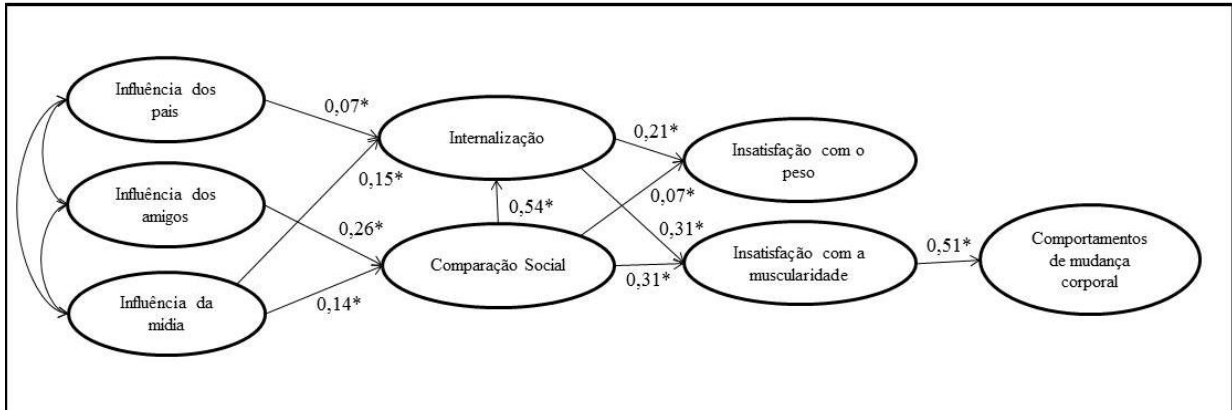 Influência dos
pais
0,07*
Internalização
0,21*
Insatisfação com o
peso
0,15*
0,07*
Influência dos
amigos
0,54*
0,26*
0,31*
Comparação Social
Insatisfação com a
muscularidade
0,51*
Comportamentos
de mudança
corporal
0,31*
Influência da
mídia
0,14*